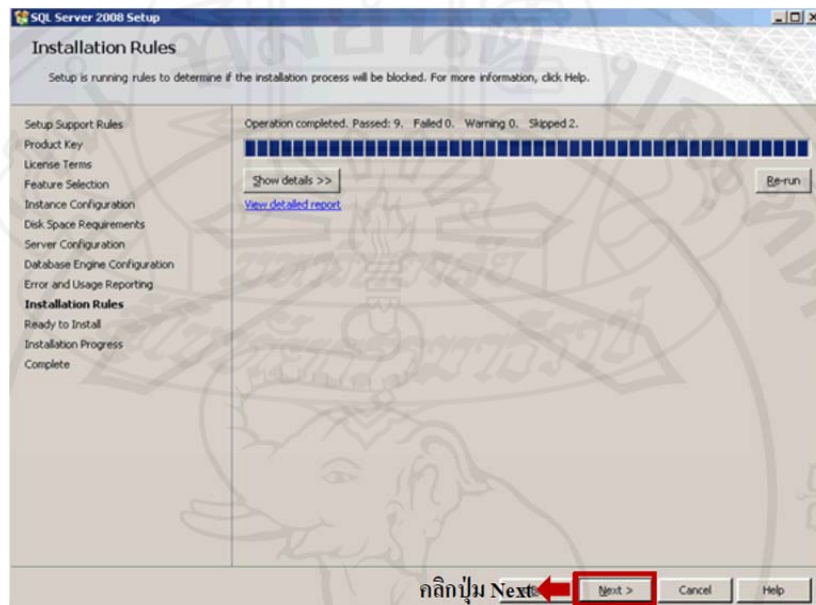 SQL Server 2008 Setup
Installation Rules
Setup is running rules to determine if the installation process will be blocked. For more information, click Help.
Setup Support Rules
Product Key
License Terms
Feature Selection
Instance Configuration
Disk Space Requirements
Server Configuration
Database Engine Configuration
Error and Usage Reporting
Installation Rules
Ready to Install
Installation Progress
Complete
Operation completed. Passed: 9. Failed 0. Warning 0. Skipped 2.
Show details >>
Re-run
View detailed report
คลิกปุ่ม Next
Next >
Cancel
Help